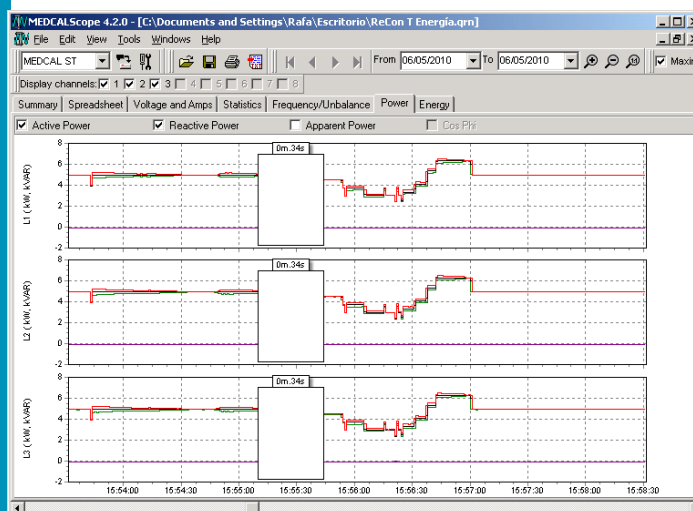 MEDCALScope 4.2.0 - [C:\Documents and Settings\Rafa\Escritorio\ReCon T Energía.qrn]
File Edit View Tools Windows Help
MEDCAL ST From 06/05/2010 To 06/05/2010
Display channels: 1 2 3 4 5 6 7 8
Summary Spreadsheet Voltage and Amps Statistics Frequency/Unbalance Power Energy
Active Power Reactive Power Apparent Power Cos Phi
L1 ( kW, kVAR)
8
6
4
2
0
-2
0m.34s
L2 ( kW, kVAR)
8
6
4
2
0
-2
0m.34s
L3 ( kW, kVAR)
8
6
4
2
0
-2
0m.34s
15:54:00 15:54:30 15:55:00 15:55:30 15:56:00 15:56:30 15:57:00 15:57:30 15:58:00 15:58:30